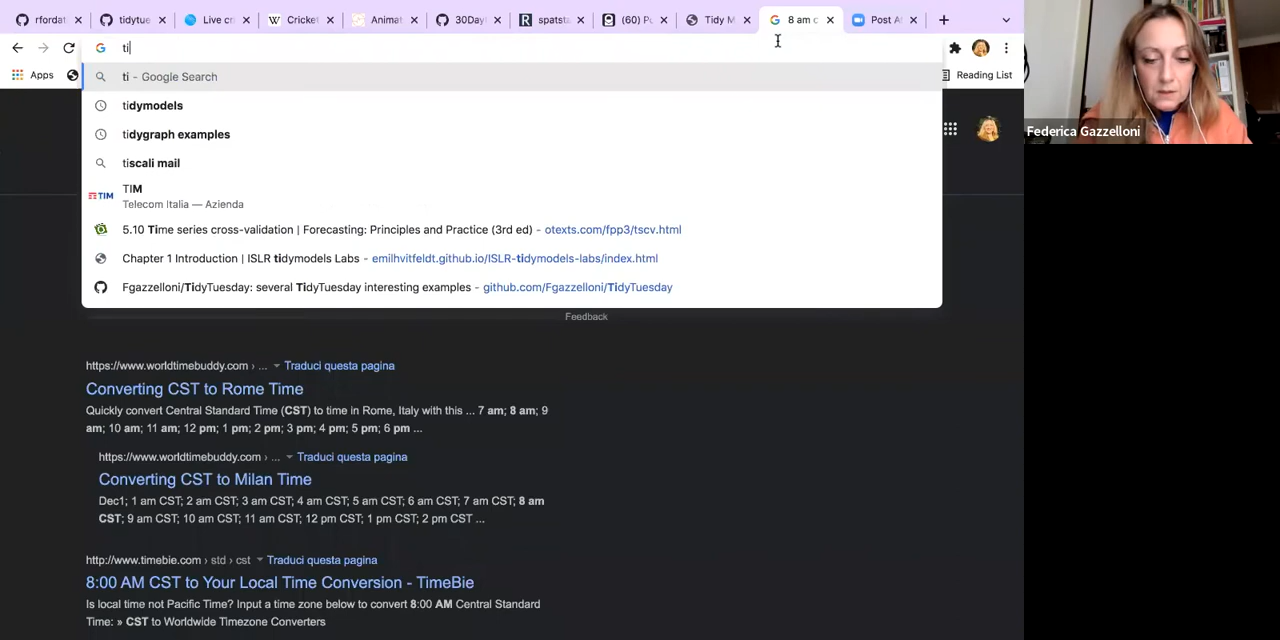 rforda
tidytue
Live cr
Cricket
Animat
30Day
spatsta
(60) Po
Tidy M
8 am c
Post A
ti
Apps
Reading List
ti - Google Search
tidymodels
tidygraph examples
tiscali mail
TIM
TIM
Telecom Italia — Azienda
5.10 Time series cross-validation | Forecasting: Principles and Practice (3rd ed) - otexts.com/fpp3/tscv.html
Chapter 1 Introduction | ISLR tidymodels Labs - emilhvitfeldt.github.io/ISLR-tidymodels-labs/index.html
Fgazzelloni/TidyTuesday: several TidyTuesday interesting examples - github.com/Fgazzelloni/TidyTuesday
Federica Gazzelloni
Feedback
https://www.worldtimebuddy.com › ... Traduci questa pagina
Converting CST to Rome Time
Quickly convert Central Standard Time (CST) to time in Rome, Italy with this ... 7 am; 8 am; 9
am; 10 am; 11 am; 12 pm; 1 pm; 2 pm; 3 pm; 4 pm; 5 pm; 6 pm ...
https://www.worldtimebuddy.com › ... Traduci questa pagina
Converting CST to Milan Time
Dec1; 1 am CST; 2 am CST; 3 am CST; 4 am CST; 5 am CST; 6 am CST; 7 am CST; 8 am
CST; 9 am CST; 10 am CST; 11 am CST; 12 pm CST; 1 pm CST; 2 pm CST ...
http://www.timebie.com › std › cst Traduci questa pagina
8:00 AM CST to Your Local Time Conversion - TimeBie
Is local time not Pacific Time? Input a time zone below to convert 8:00 AM Central Standard
Time: » CST to Worldwide Timezone Converters